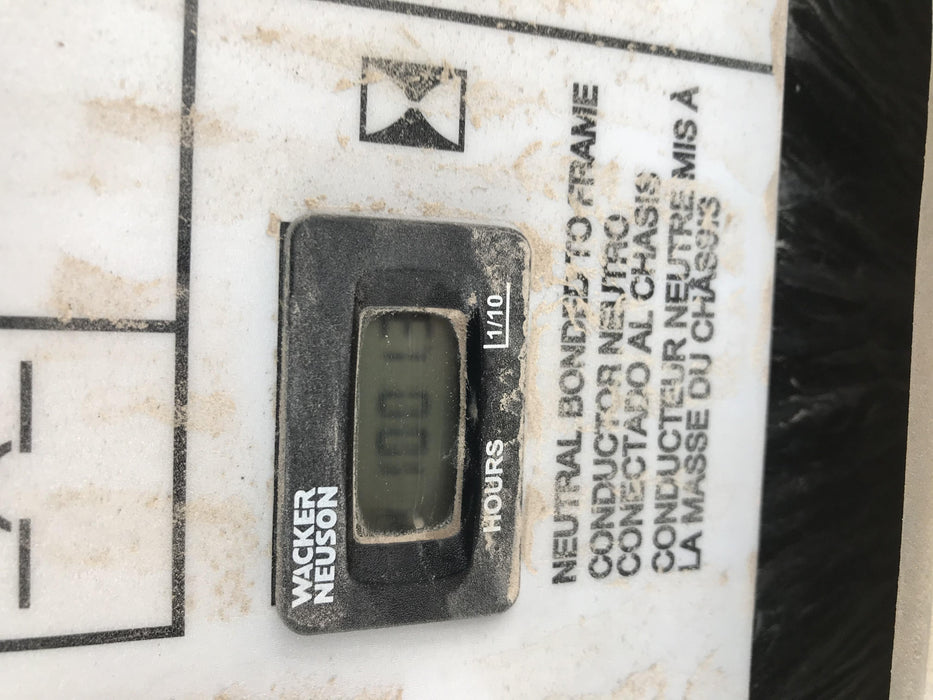 WACKER
NEUSON
HOURS
1/10
NEUTRAL BONDED TO FRAME
CONDUCTOR NEUTRO
CONECTADO AL CHASIS
CONDUCTEUR NEUTRE MIS À
LA MASSE DU CHÂSSIS